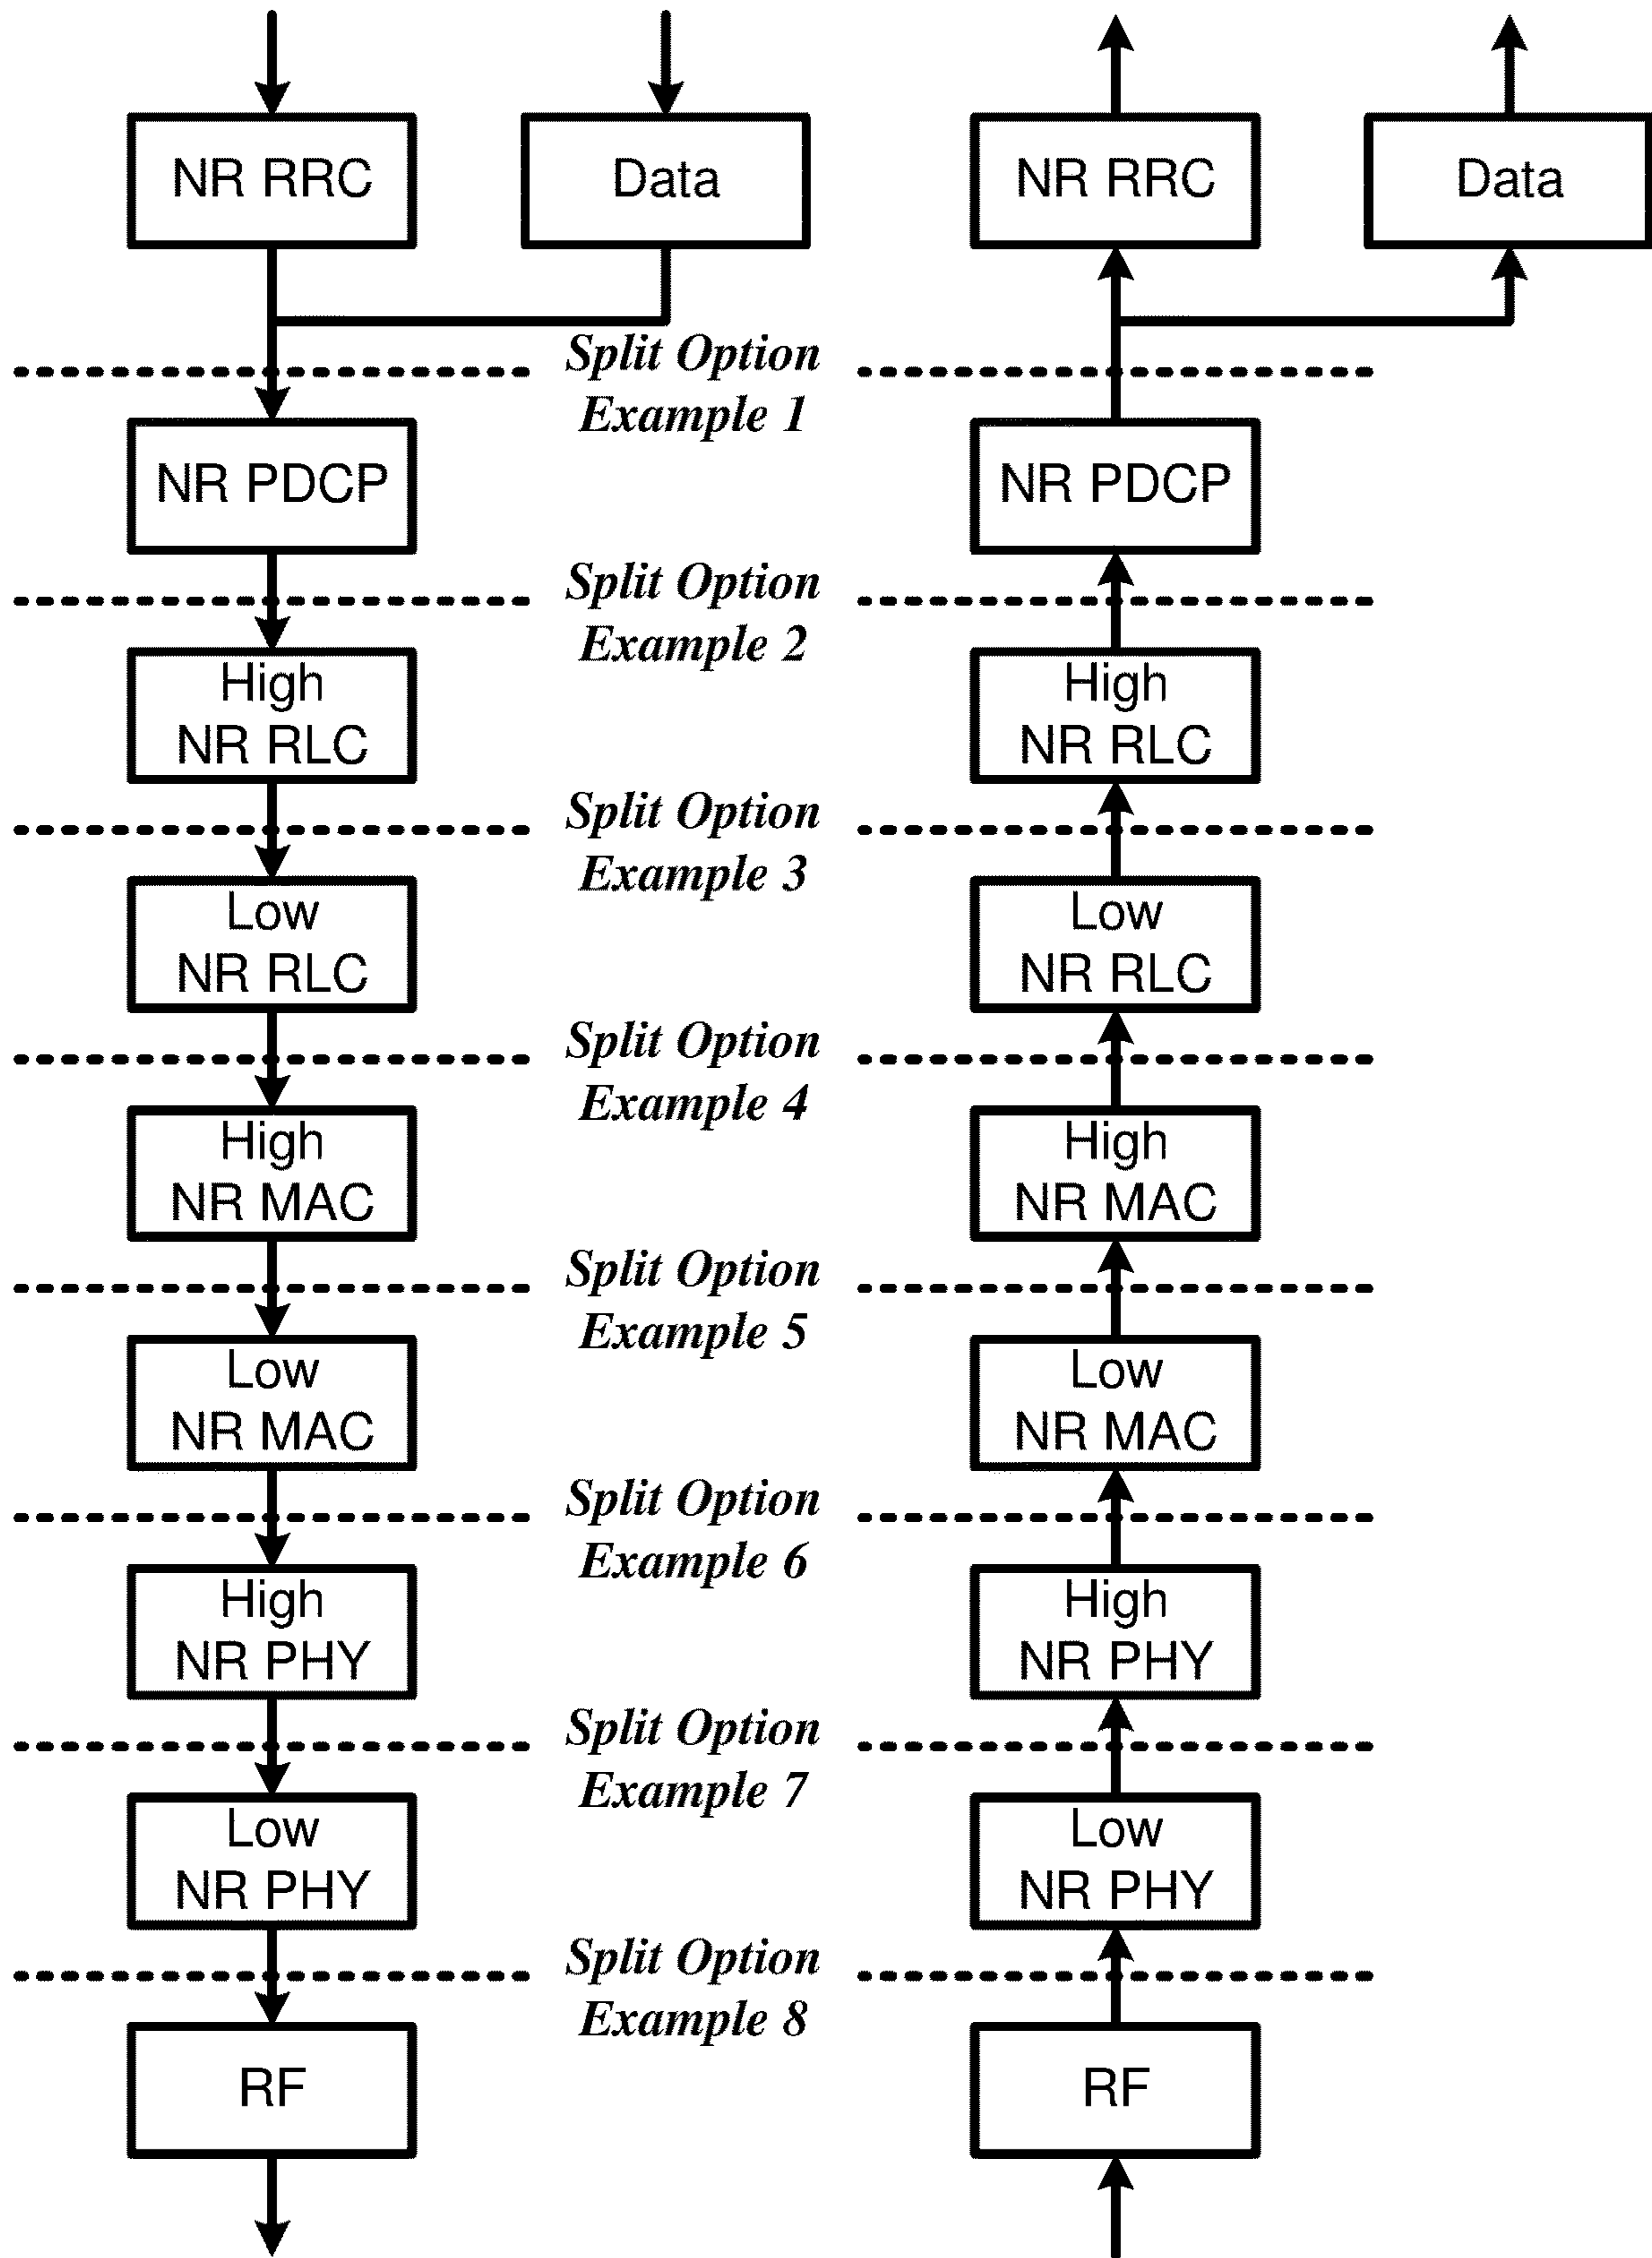 NR RRC
Data
NR RRC
Data
Split Option
Example 1
NR PDCP
NR PDCP
Split Option
Example 2
High
NR RLC
High
NR RLC
Split Option
Example 3
Low
NR RLC
Low
NR RLC
Split Option
Example 4
High
NR MAC
High
NR MAC
Split Option
Example 5
Low
NR MAC
Low
NR MAC
Split Option
Example 6
High
NR PHY
High
NR PHY
Split Option
Example 7
Low
NR PHY
Low
NR PHY
Split Option
Example 8
RF
RF